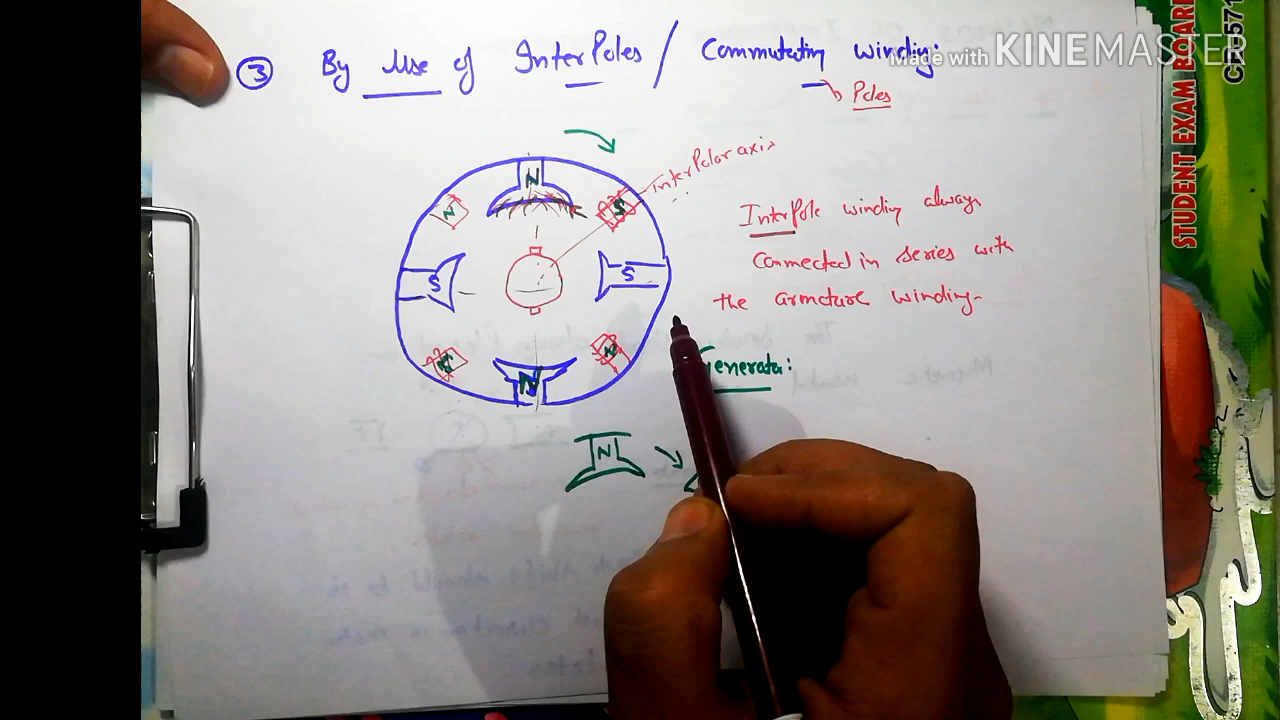 ③ By Use of InterPoles / Commutating winding:
Made with KINEMASTER
Poles
InterPolar axis
N
N
S
S
S
N
N
N
InterPole winding always
Connected in series with
the armature winding.
Generator:
N
STUDENT EXAM BOARD